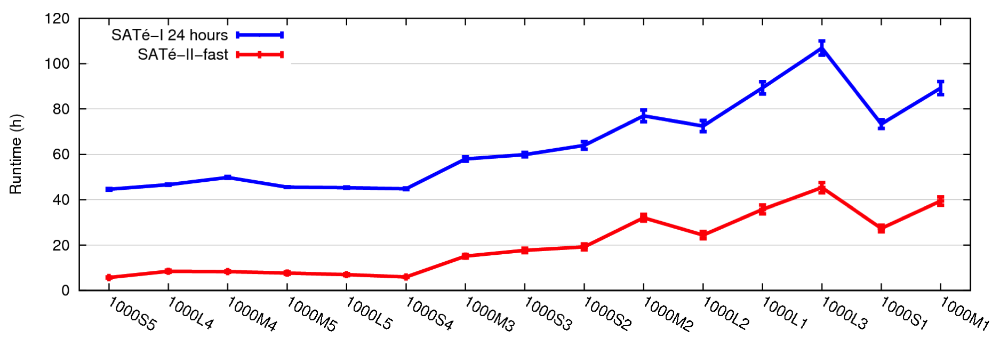 120
100
80
60
40
20
0
Runtime (h)
SATé−I 24 hours
SATé−II−fast
1000S5
1000L4
1000M4
1000M5
1000L5
1000S4
1000M3
1000S3
1000S2
1000M2
1000L2
1000L1
1000L3
1000S1
1000M1